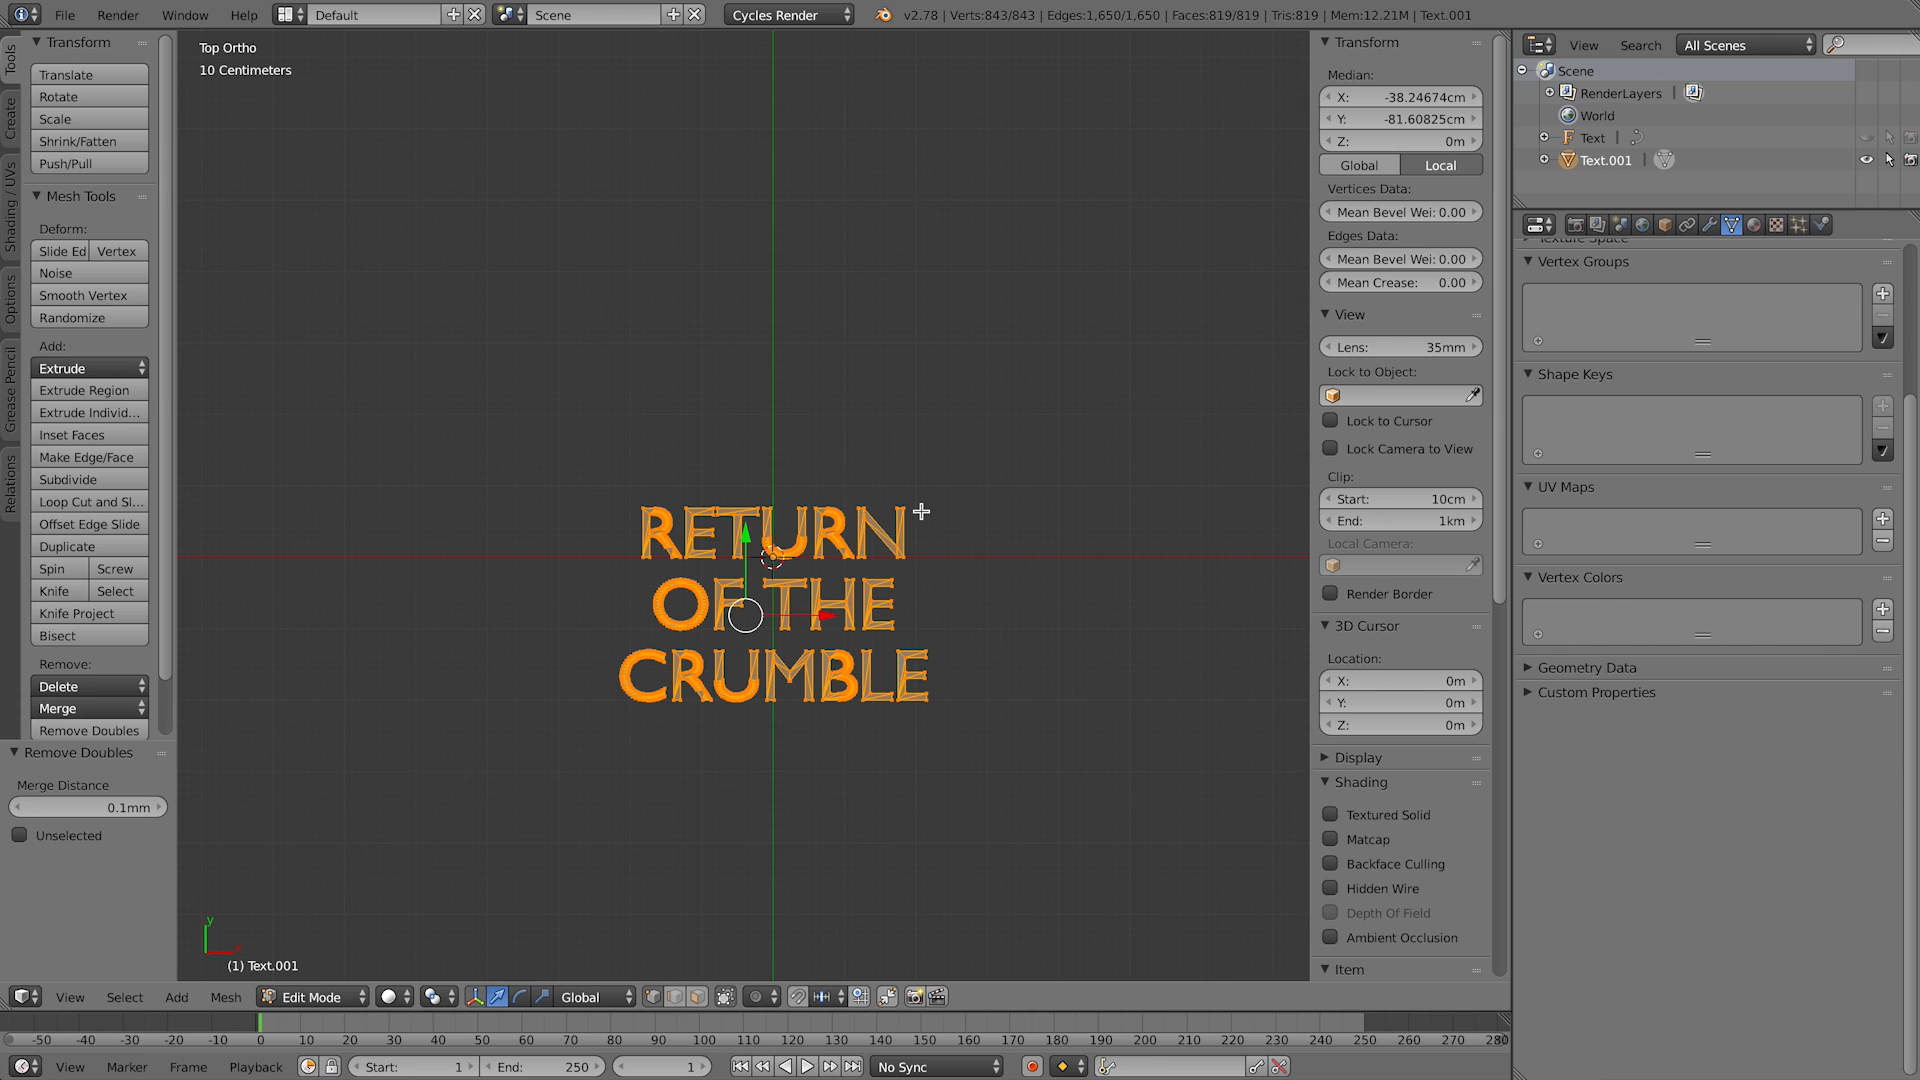 File Render Window Help Default Scene Cycles Render v2.78 | Verts:843/843 | Edges:1,650/1,650 | Faces:819/819 | Tris:819 | Mem:12.21M | Text.001
Tools
Create
Shading / UVs
Options
Grease Pencil
Relations
Transform
Translate
Rotate
Scale
Shrink/Fatten
Push/Pull
Mesh Tools
Deform:
Slide Ed Vertex
Noise
Smooth Vertex
Randomize
Add:
Extrude
Extrude Region
Extrude Individ...
Inset Faces
Make Edge/Face
Subdivide
Loop Cut and Sl...
Offset Edge Slide
Duplicate
Spin Screw
Knife Select
Knife Project
Bisect
Remove:
Delete
Merge
Remove Doubles
Remove Doubles
Merge Distance
0.1mm
Unselected
Top Ortho
10 Centimeters
RETURN
OF THE
CRUMBLE
y
x
(1) Text.001
Transform
Median:
X: -38.24674cm
Y: -81.60825cm
Z: 0m
Global Local
Vertices Data:
Mean Bevel Wei: 0.00
Edges Data:
Mean Bevel Wei: 0.00
Mean Crease: 0.00
View
Lens: 35mm
Lock to Object:
Lock to Cursor
Lock Camera to View
Clip:
Start: 10cm
End: 1km
Local Camera:
Render Border
3D Cursor
Location:
X: 0m
Y: 0m
Z: 0m
Display
Shading
Textured Solid
Matcap
Backface Culling
Hidden Wire
Depth Of Field
Ambient Occlusion
Item
View Search All Scenes
Scene
RenderLayers |
World
Text |
Text.001 |
Texture Space
Vertex Groups
Shape Keys
UV Maps
Vertex Colors
Geometry Data
Custom Properties
View Select Add Mesh Edit Mode Global
-50 -40 -30 -20 -10 0 10 20 30 40 50 60 70 80 90 100 110 120 130 140 150 160 170 180 190 200 210 220 230 240 250 260 270 280
View Marker Frame Playback Start: 1 End: 250 1 No Sync